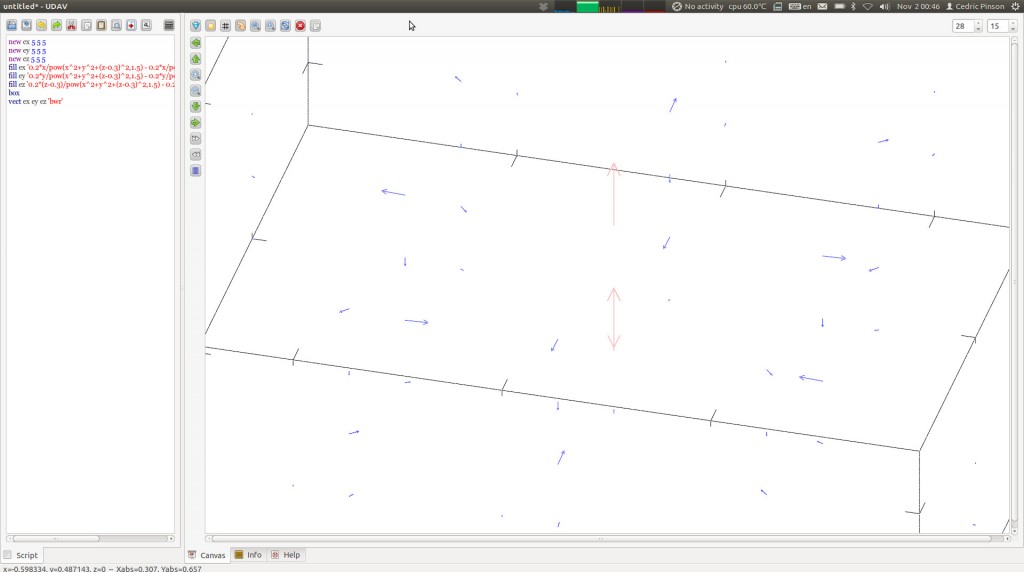 untitled* - UDAV
No activity cpu 60.0°C en Nov 2 00:46 Cedric Pinson
28 15
new ex 5 5 5
new ey 5 5 5
new ez 5 5 5
fill ex '0.2*x/pow(x^2+y^2+(z-0.3)^2,1.5) - 0.2*x/p
fill ey '0.2*y/pow(x^2+y^2+(z-0.3)^2,1.5) - 0.2*y/p
fill ez '0.2*(z-0.3)/pow(x^2+y^2+(z-0.3)^2,1.5) - 0.2
box
vect ex ey ez 'bwr'
Script Canvas Info Help
x=-0.598334, y=0.487143, z=0 -- Xabs=0.307, Yabs=0.657